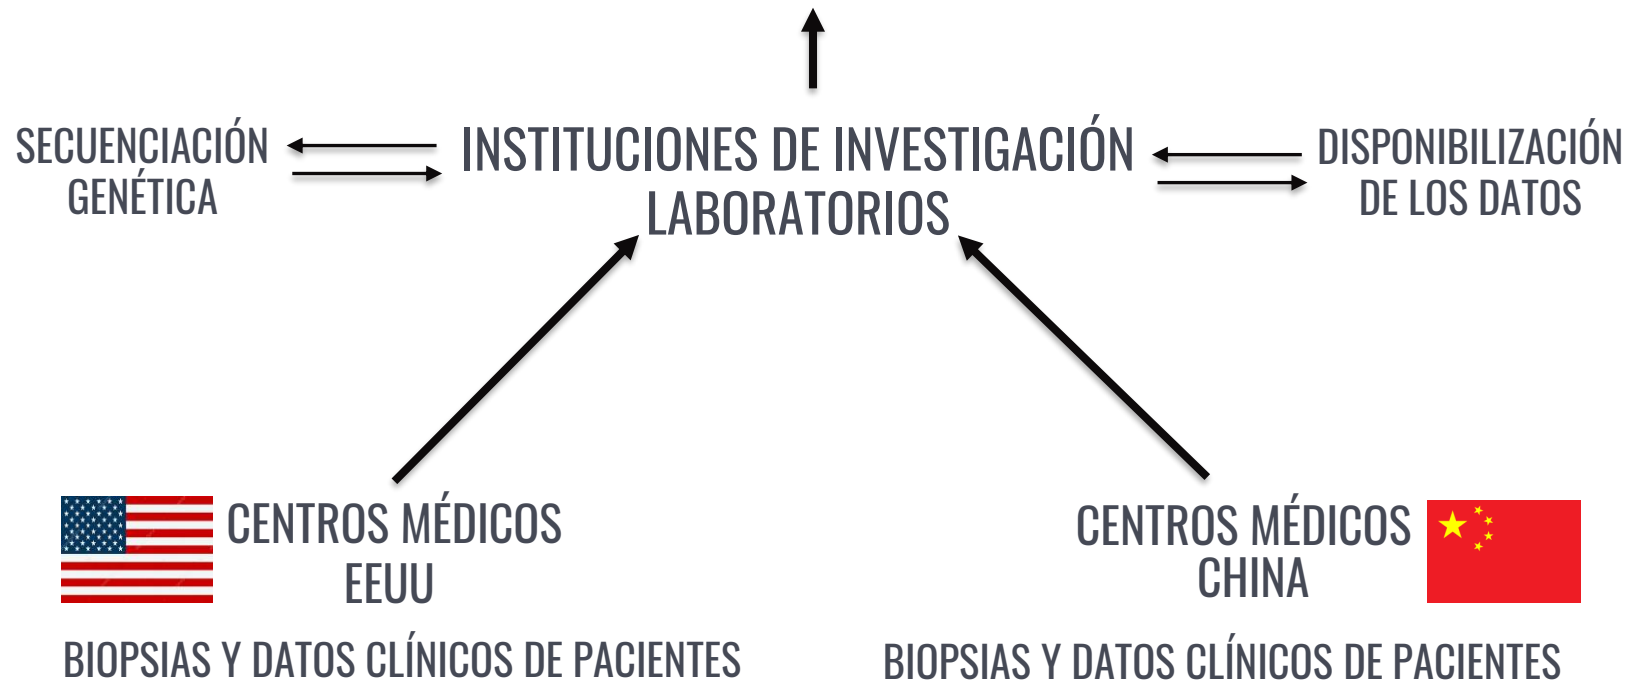 SECUENCIACIÓN
GENÉTICA
INSTITUCIONES DE INVESTIGACIÓN
LABORATORIOS
DISPONIBILIZACIÓN
DE LOS DATOS
CENTROS MÉDICOS
EEUU
BIOPSIAS Y DATOS CLÍNICOS DE PACIENTES
CENTROS MÉDICOS
CHINA
BIOPSIAS Y DATOS CLÍNICOS DE PACIENTES